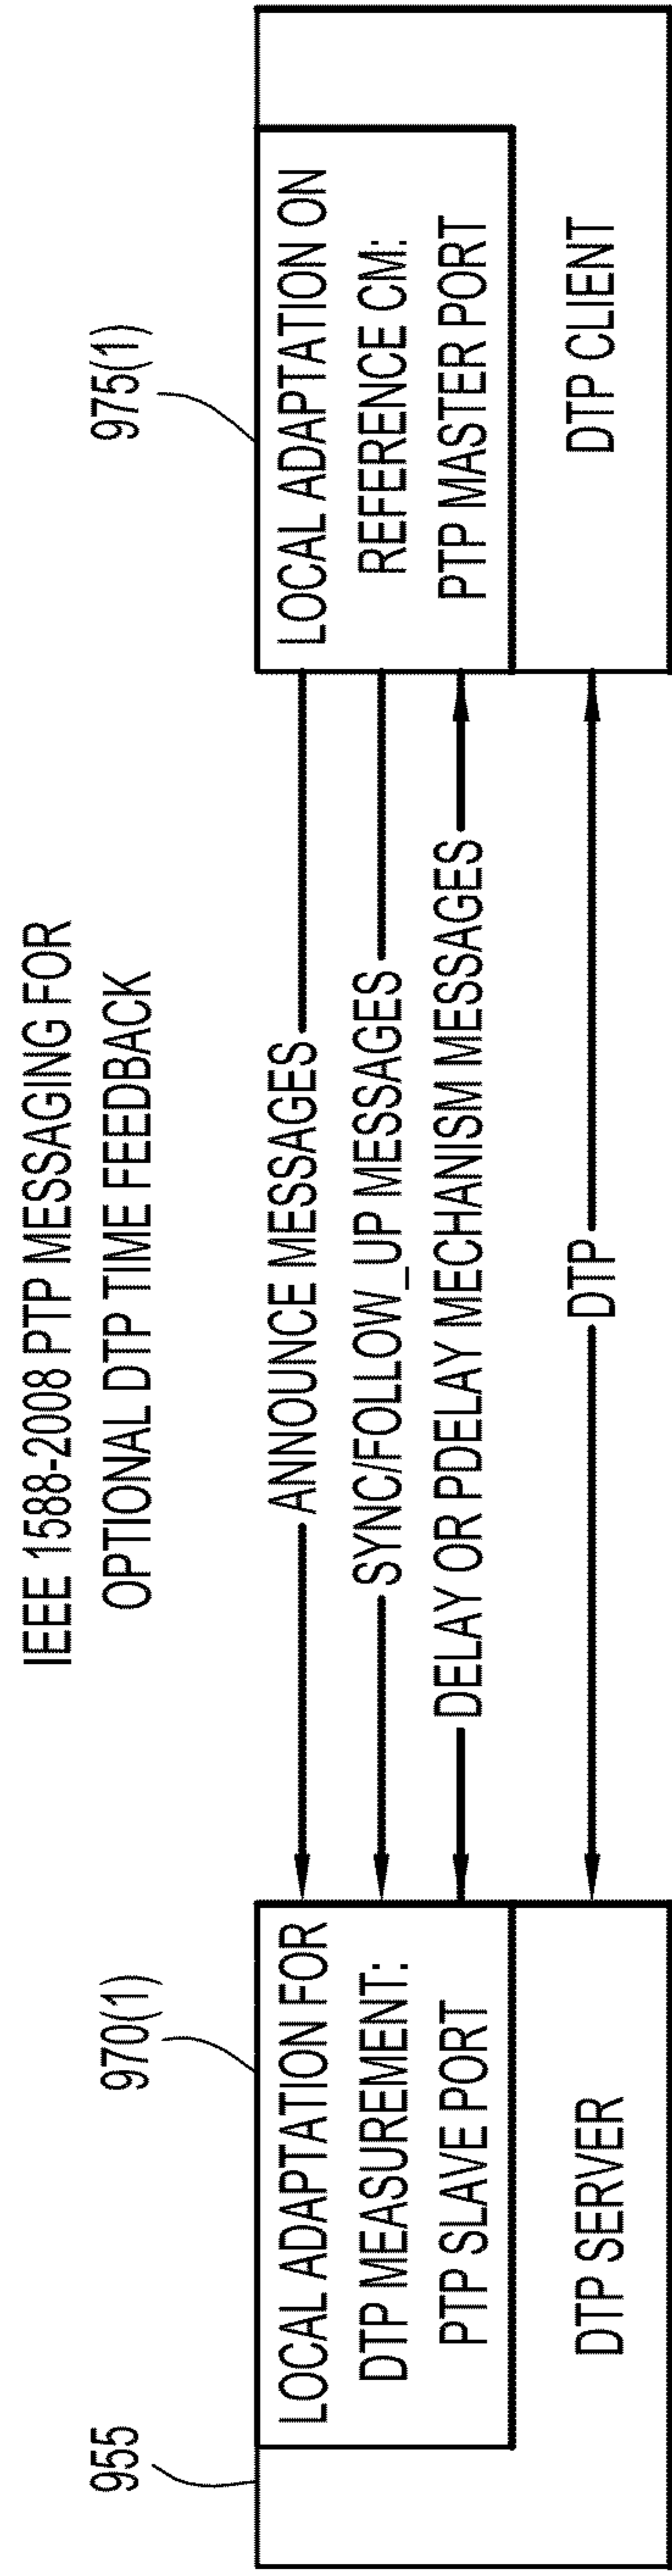 IEEE 1588-2008 PTP MESSAGING FOR
OPTIONAL DTP TIME FEEDBACK
955
970(1)
975(1)
LOCAL ADAPTATION FOR
DTP MEASUREMENT:
PTP SLAVE PORT
DTP SERVER
ANNOUNCE MESSAGES
SYNC/FOLLOW_UP MESSAGES
DELAY OR PDELAY MECHANISM MESSAGES
DTP
LOCAL ADAPTATION ON
REFERENCE CM:
PTP MASTER PORT
DTP CLIENT